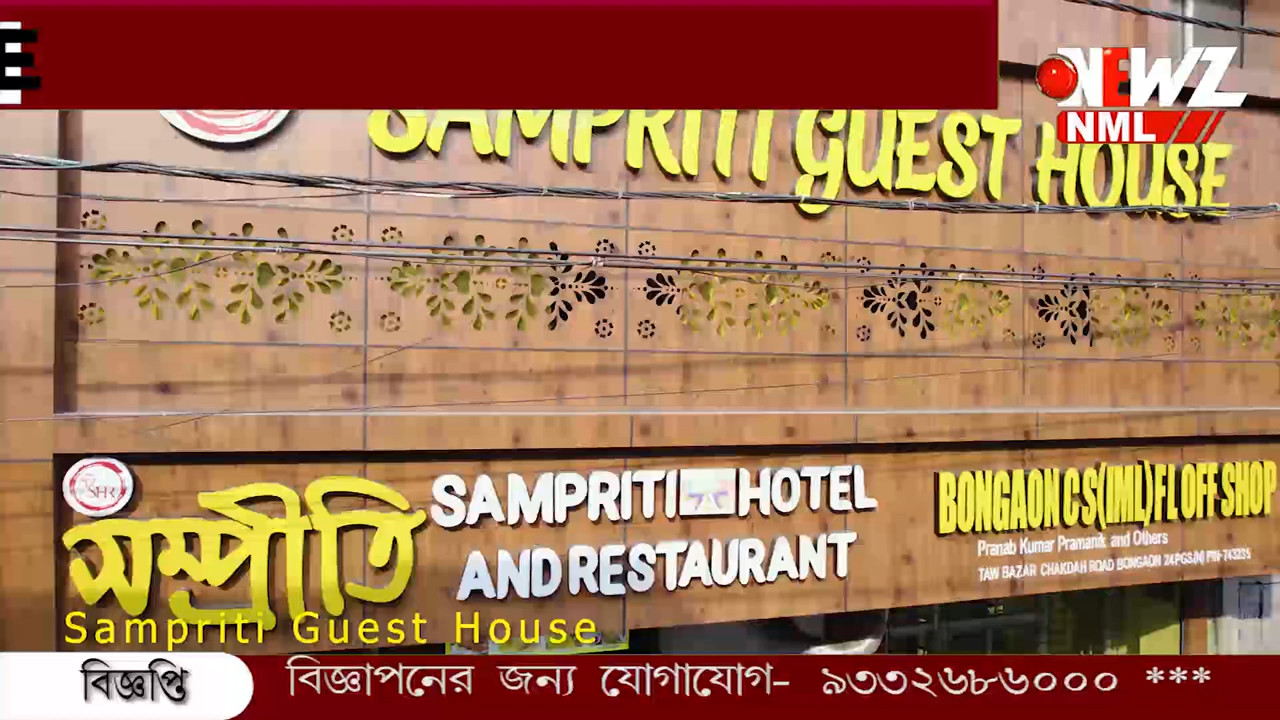 E
NEWZ
NML
SAMPRITI GUEST HOUSE
SHR
সম্প্রীতি
SAMPRITI HOTEL
AND RESTAURANT
BONGAON CS(IML) FL OFF SHOP
Pranab Kumar Pramanik and Others
TAW BAZAR CHAKDAH ROAD BONGAON 24PGS.(N) PIN-743235
Sampriti Guest House
বিজ্ঞপ্তি
বিজ্ঞাপনের জন্য যোগাযোগ- ৯৩৩২৬৮৬০০০ ***